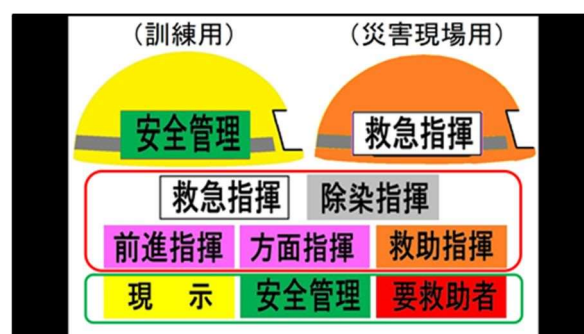 （訓練用）　（災害現場用）
安全管理　救急指揮
救急指揮　除染指揮
前進指揮　方面指揮　救助指揮
現　示　安全管理　要救助者